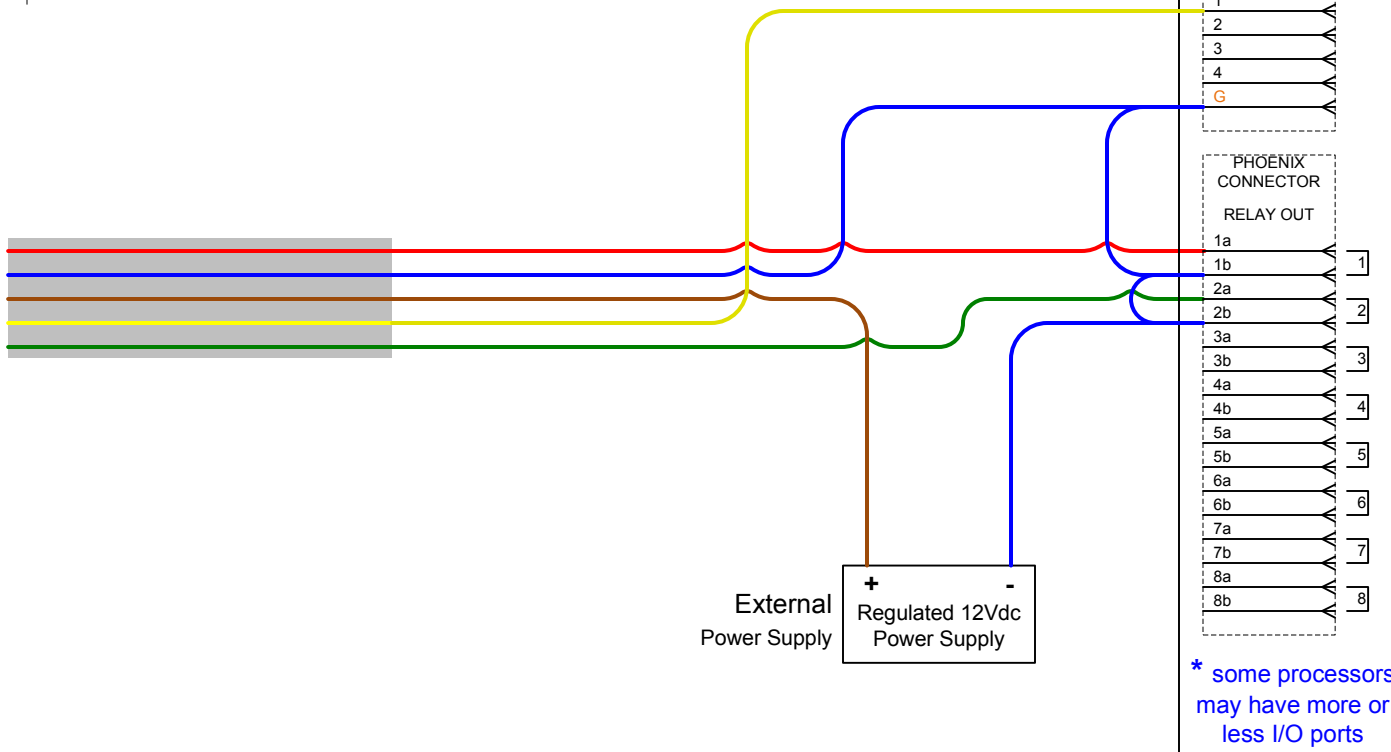 1
2
3
4
G
PHOENIX
CONNECTOR
RELAY OUT
1a
1b
1
2a
2b
2
3a
3b
3
4a
4b
4
5a
5b
5
6a
6b
6
7a
7b
7
8a
8b
8
External
Power Supply
+ -
Regulated 12Vdc
Power Supply
* some processors
may have more or
less I/O ports